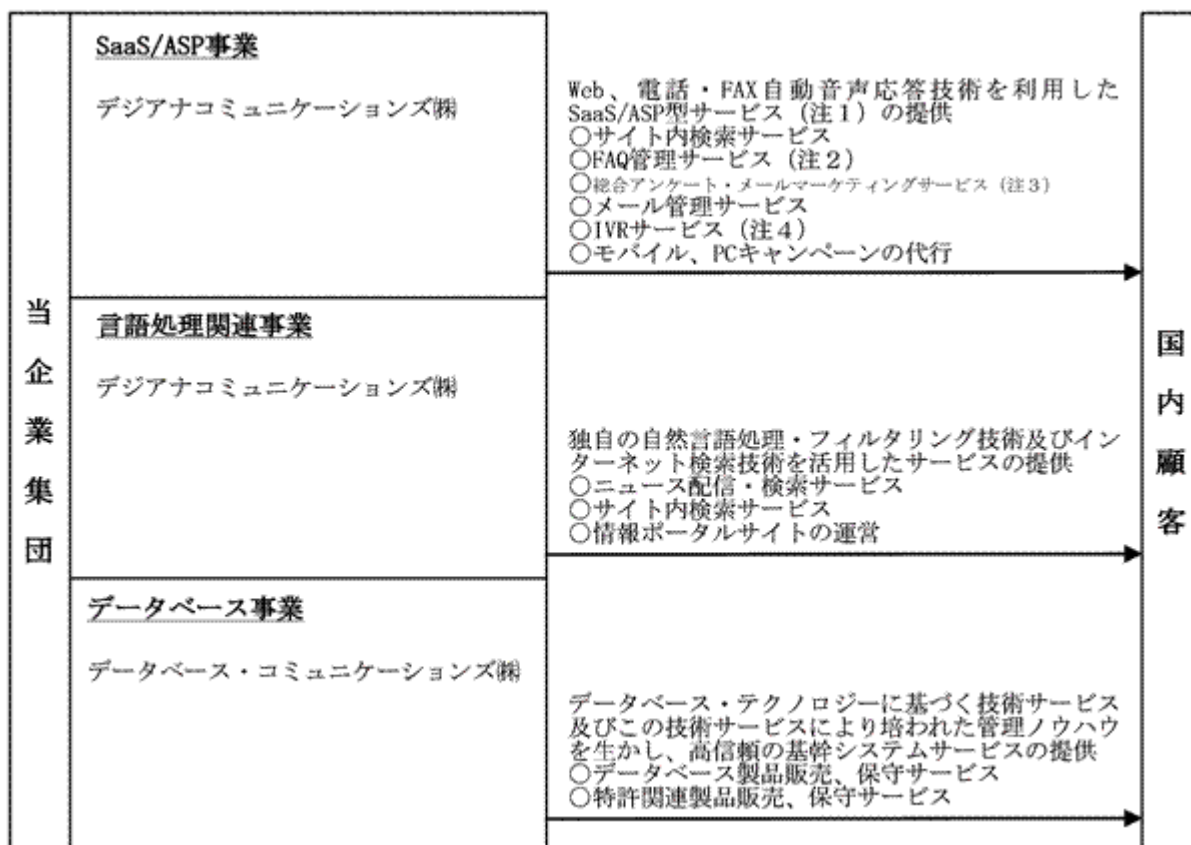 当企業集団
SaaS/ASP事業
デジアナコミュニケーションズ㈱
Web、電話・FAX自動音声応答技術を利用した
SaaS/ASP型サービス（注１）の提供
○サイト内検索サービス
○FAQ管理サービス（注２）
○総合アンケート・メールマーケティングサービス（注３）
○メール管理サービス
○IVRサービス（注４）
○モバイル、PCキャンペーンの代行
言語処理関連事業
デジアナコミュニケーションズ㈱
独自の自然言語処理・フィルタリング技術及びイン
ターネット検索技術を活用したサービスの提供
○ニュース配信・検索サービス
○サイト内検索サービス
○情報ポータルサイトの運営
データベース事業
データベース・コミュニケーションズ㈱
データベース・テクノロジーに基づく技術サービス
及びこの技術サービスにより培われた管理ノウハウ
を生かし、高信頼の基幹システムサービスの提供
○データベース製品販売、保守サービス
○特許関連製品販売、保守サービス
国内顧客